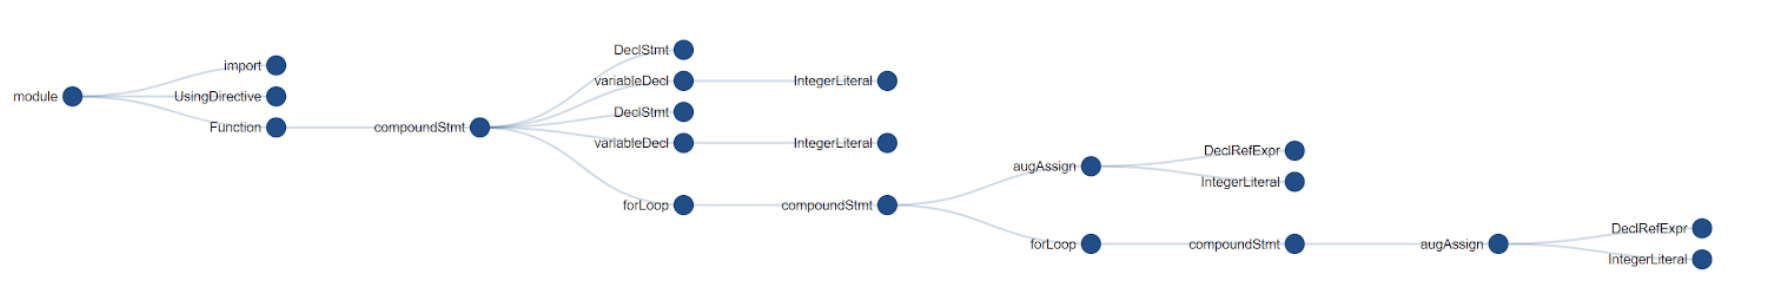 module
import
UsingDirective
Function
compoundStmt
DeclStmt
variableDecl
IntegerLiteral
DeclStmt
variableDecl
IntegerLiteral
forLoop
compoundStmt
augAssign
DeclRefExpr
IntegerLiteral
forLoop
compoundStmt
augAssign
DeclRefExpr
IntegerLiteral